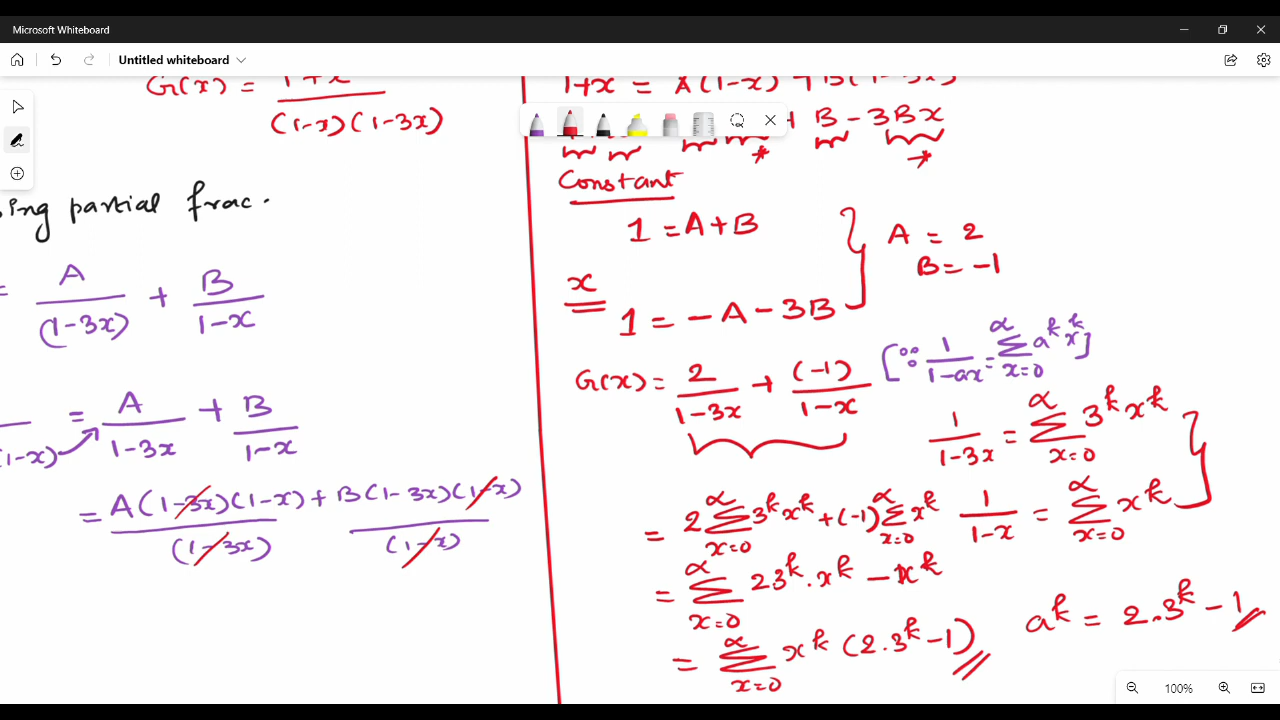 Microsoft Whiteboard
Untitled whiteboard
G(x) = 1+x / (1-x)(1-3x)
ing partial frac.
= A/(1-3x) + B/1-x
(1-x) = A/1-3x + B/1-x
= A(1-3x)(1-x)/(1-3x) + B(1-3x)(1-x)/(1-x)
1+x = A(1-x) + B(1-3x)
+ B - 3Bx
Constant
1 = A+B
x
1 = -A - 3B
A = 2
B = -1
G(x) = 2/1-3x + (-1)/1-x
[∵ 1/1-ax = ∑ x=0 α a^k x^k]
1/1-3x = ∑ x=0 α 3^k x^k
= 2 ∑ x=0 α 3^k x^k + (-1) ∑ x=0 α x^k
1/1-x = ∑ x=0 α x^k
= ∑ x=0 α 2 3^k . x^k - x^k
= ∑ x=0 α x^k (2.3^k - 1)
a^k = 2.3^k - 1
100%